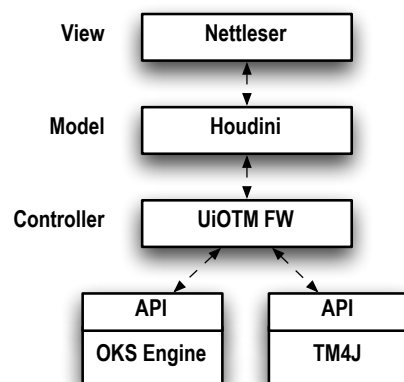 View
Nettleser
Model
Houdini
Controller
UiOTM FW
API
API
OKS Engine
TM4J